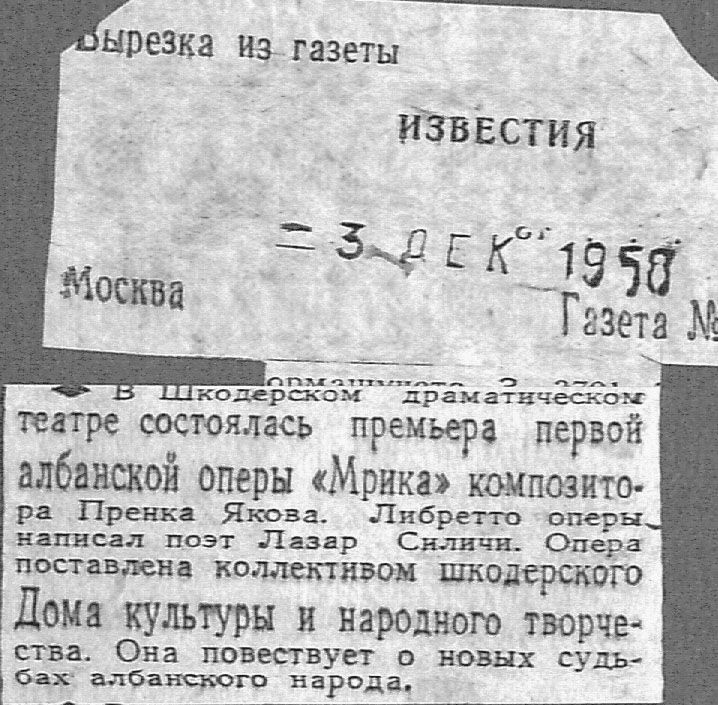 Вырезка из газеты
ИЗВЕСТИЯ
= 3 ДЕК 1958
Москва
Газета №
◆ В Шкодерском драматическом
театре состоялась премьера первой
албанской оперы «Мрика» композито-
ра Пренка Якова. Либретто оперы
написал поэт Лазар Силичи. Опера
поставлена коллективом шкодерского
Дома культуры и народного творче-
ства. Она повествует о новых судь-
бах албанского народа.